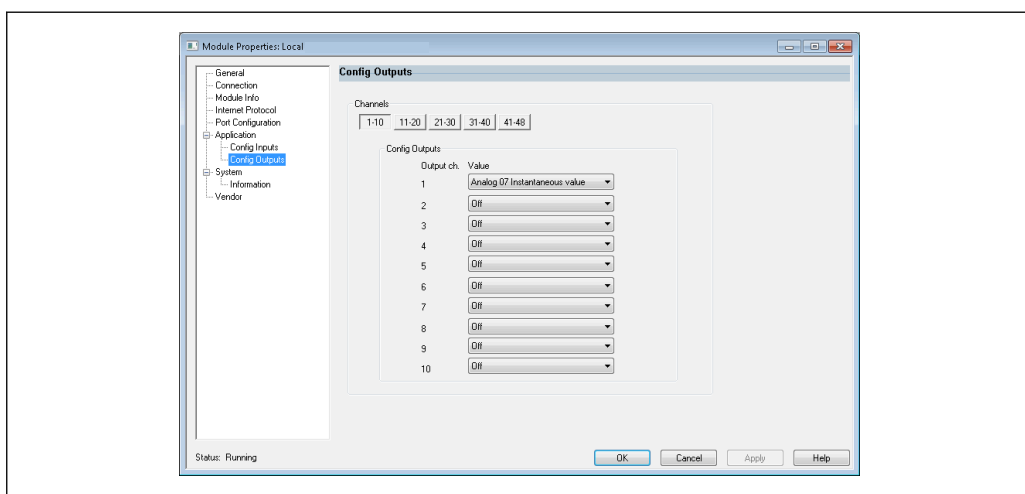 Module Properties: Local
General
Connection
Module Info
Internet Protocol
Port Configuration
Application
Config Inputs
Config Outputs
System
Information
Vendor
Config Outputs
Channels
1-10 11-20 21-30 31-40 41-48
Config Outputs
Output ch. Value
1 Analog 07 Instantaneous value
2 Off
3 Off
4 Off
5 Off
6 Off
7 Off
8 Off
9 Off
10 Off
Status: Running
OK Cancel Apply Help